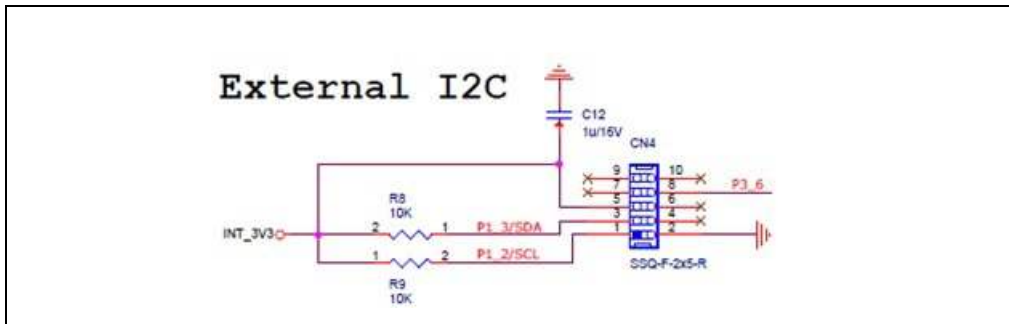 External I2C
C12
1u/16V
CN4
9 10
7 8 P3_6
5 6
R8
10K
3 4
INT_3V3 2 1 P1_3/SDA
1 2
1 2 P1_2/SCL
SSQ-F-2x5-R
R9
10K